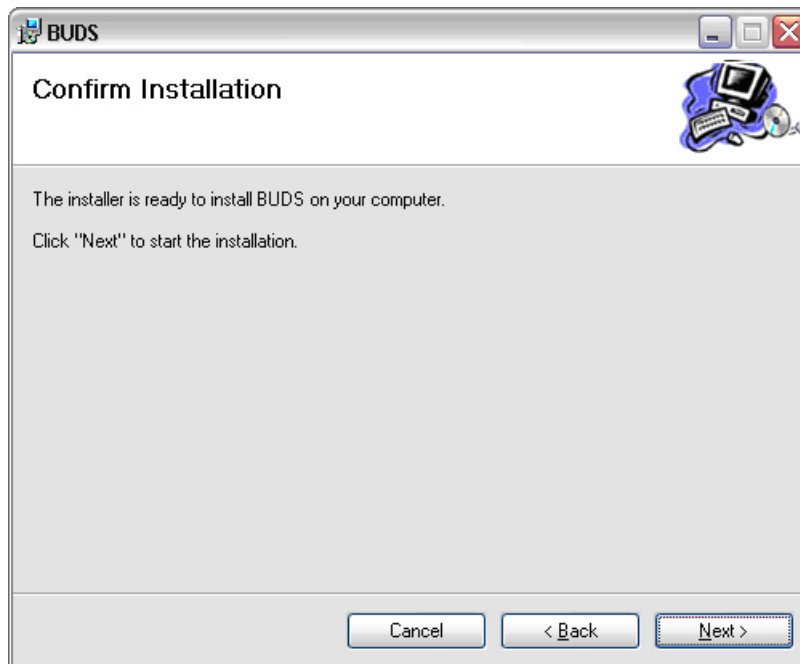 BUDS
Confirm Installation
The installer is ready to install BUDS on your computer.
Click "Next" to start the installation.
Cancel
< Back
Next >